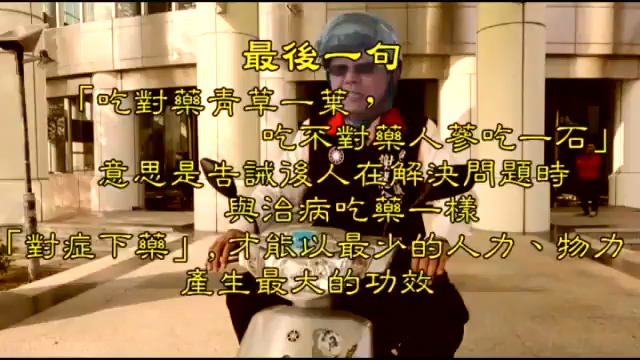 最後一句
「吃對藥青草一葉，
吃不對藥人參吃一石」
意思是告誡後人在解決問題時
與治病吃藥一樣
「對症下藥」，才能以最少的人力、物力
產生最大的功效